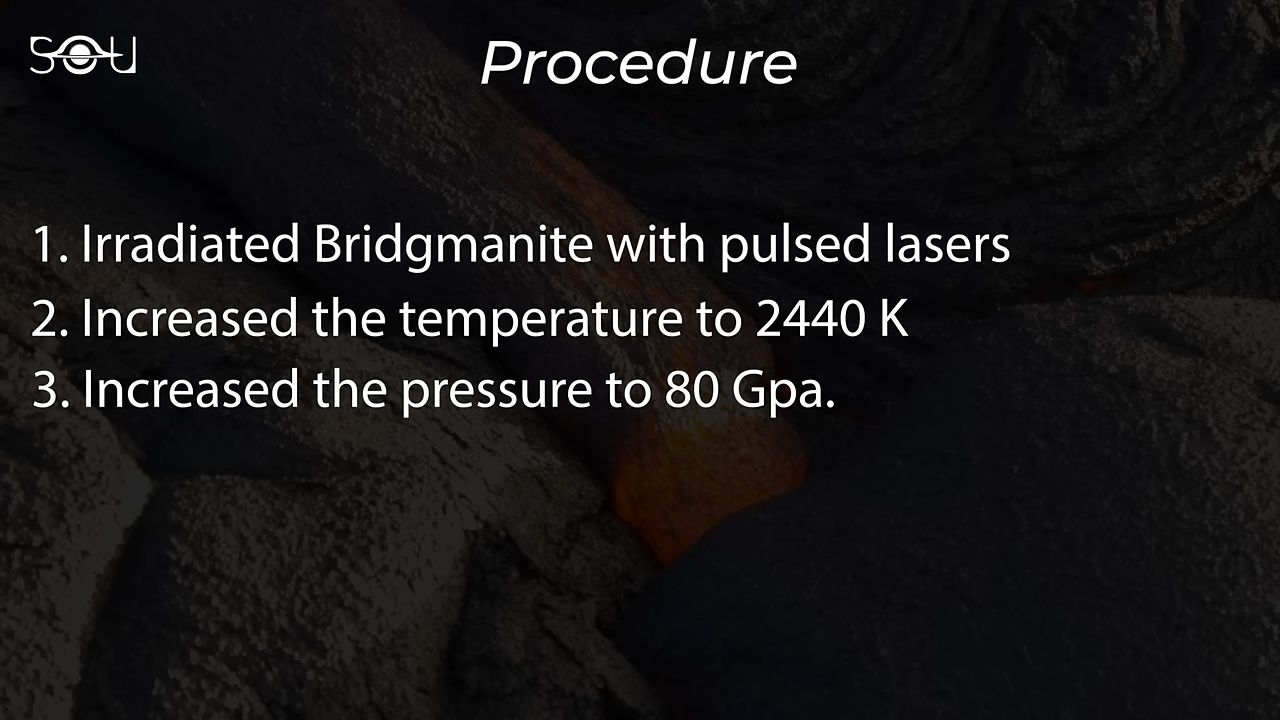 SOU
Procedure
1. Irradiated Bridgmanite with pulsed lasers
2. Increased the temperature to 2440 K
3. Increased the pressure to 80 Gpa.